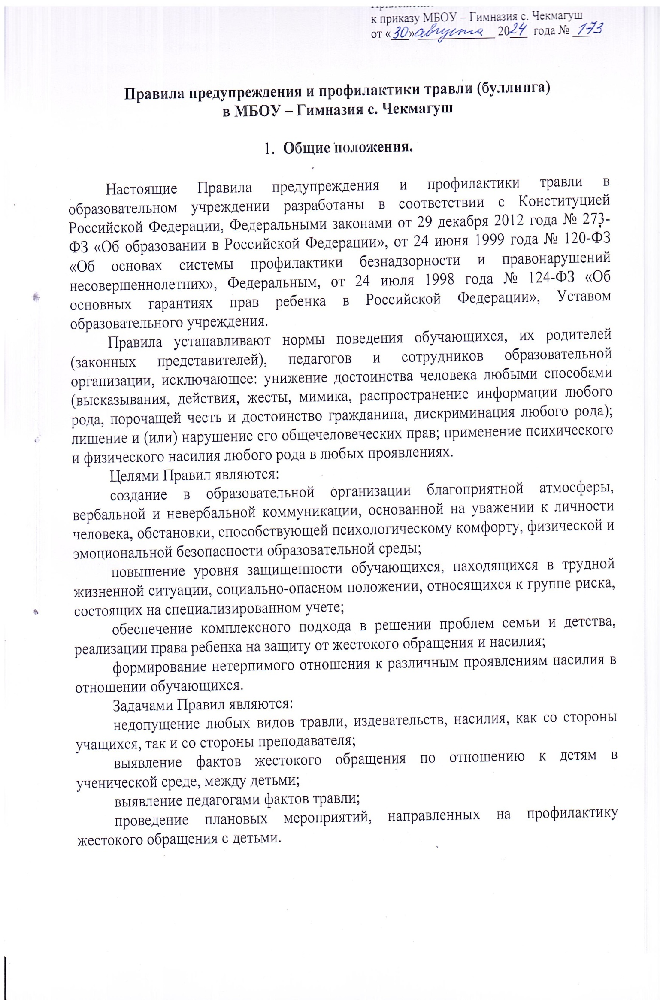 к приказу МБОУ – Гимназия с. Чекмагуш
от «30» августа 2024 года № 173
Правила предупреждения и профилактики травли (буллинга)
в МБОУ – Гимназия с. Чекмагуш
1. Общие положения.
Настоящие Правила предупреждения и профилактики травли в
образовательном учреждении разработаны в соответствии с Конституцией
Российской Федерации, Федеральными законами от 29 декабря 2012 года № 273-
ФЗ «Об образовании в Российской Федерации», от 24 июня 1999 года № 120-ФЗ
«Об основах системы профилактики безнадзорности и правонарушений
несовершеннолетних», Федеральным, от 24 июля 1998 года № 124-ФЗ «Об
основных гарантиях прав ребенка в Российской Федерации», Уставом
образовательного учреждения.
Правила устанавливают нормы поведения обучающихся, их родителей
(законных представителей), педагогов и сотрудников образовательной
организации, исключающее: унижение достоинства человека любыми способами
(высказывания, действия, жесты, мимика, распространение информации любого
рода, порочащей честь и достоинство гражданина, дискриминация любого рода);
лишение и (или) нарушение его общечеловеческих прав; применение психического
и физического насилия любого рода в любых проявлениях.
Целями Правил являются:
создание в образовательной организации благоприятной атмосферы,
вербальной и невербальной коммуникации, основанной на уважении к личности
человека, обстановки, способствующей психологическому комфорту, физической и
эмоциональной безопасности образовательной среды;
повышение уровня защищенности обучающихся, находящихся в трудной
жизненной ситуации, социально-опасном положении, относящихся к группе риска,
состоящих на специализированном учете;
обеспечение комплексного подхода в решении проблем семьи и детства,
реализации права ребенка на защиту от жестокого обращения и насилия;
формирование нетерпимого отношения к различным проявлениям насилия в
отношении обучающихся.
Задачами Правил являются:
недопущение любых видов травли, издевательств, насилия, как со стороны
учащихся, так и со стороны преподавателя;
выявление фактов жестокого обращения по отношению к детям в
ученической среде, между детьми;
выявление педагогами фактов травли;
проведение плановых мероприятий, направленных на профилактику
жестокого обращения с детьми.